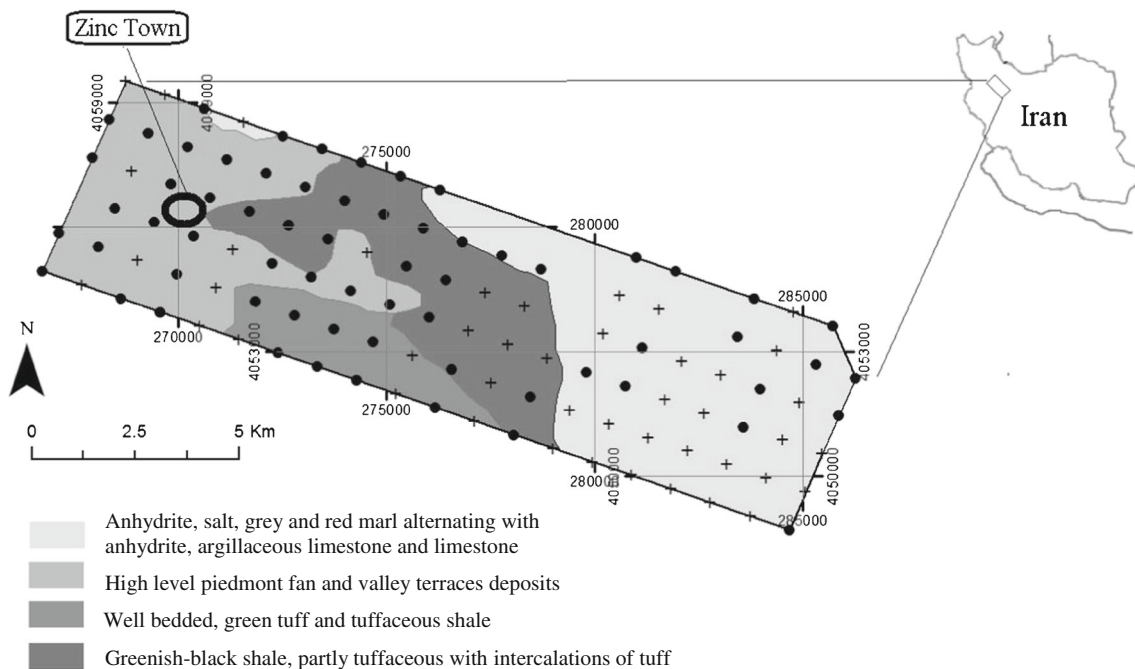 Zinc Town
Iran
4059000
4059000
275000
280000
285000
4053000
N
270000
4053000
275000
0 2.5 5 Km
280000
4050000
4050000
285000
Anhydrite, salt, grey and red marl alternating with
anhydrite, argillaceous limestone and limestone
High level piedmont fan and valley terraces deposits
Well bedded, green tuff and tuffaceous shale
Greenish-black shale, partly tuffaceous with intercalations of tuff